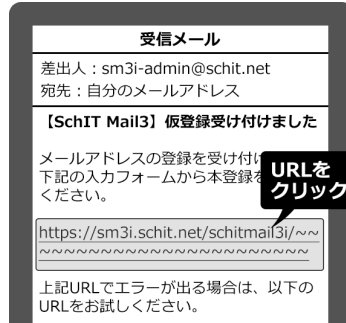 受信メール
差出人：sm3i-admin@schit.net
宛先：自分のメールアドレス
【SchIT Mail3】仮登録受け付けました
メールアドレスの登録を受け付け
下記の入力フォームから本登録を
ください。
URLを
クリック
https://sm3i.schit.net/schitmail3i/~~
~~~~~~~~~~~~~~~~~~~~~~
上記URLでエラーが出る場合は、以下の
URLをお試しください。